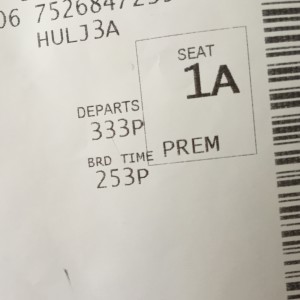 HULJ3A
SEAT
1A
DEPARTS
333P
BRD TIME PREM
253P